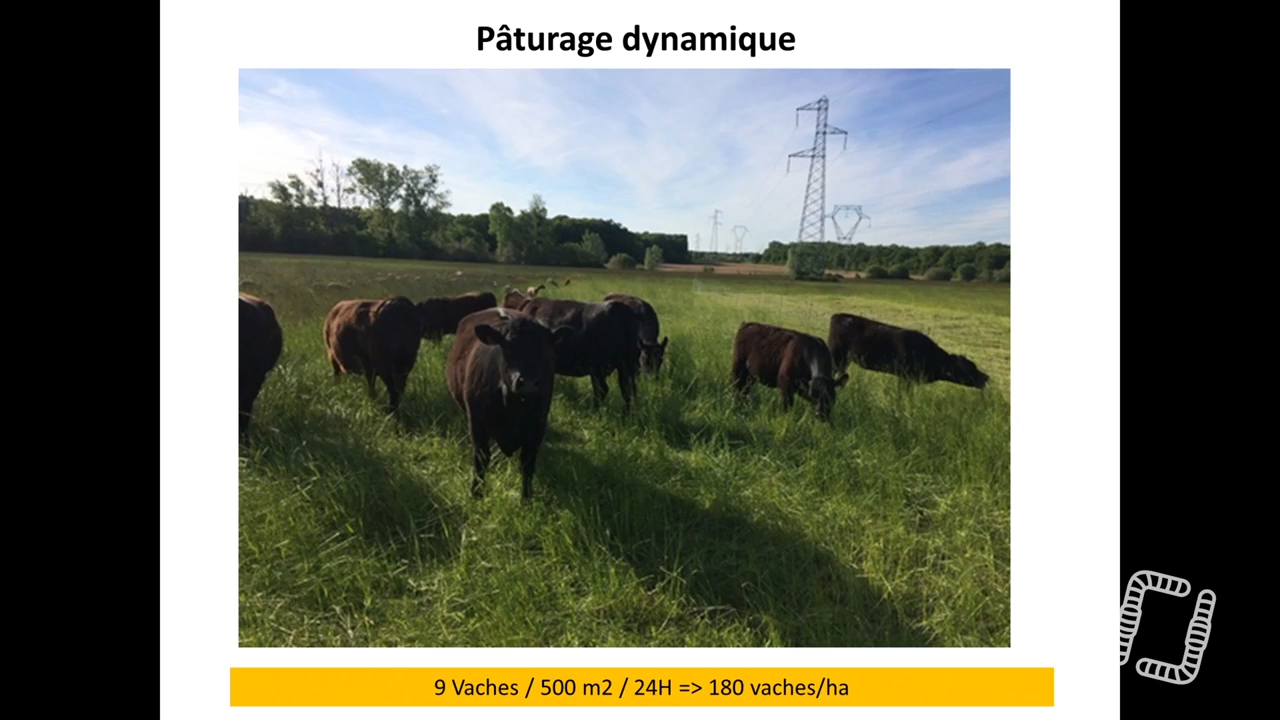 Pâturage dynamique
9 Vaches / 500 m2 / 24H => 180 vaches/ha